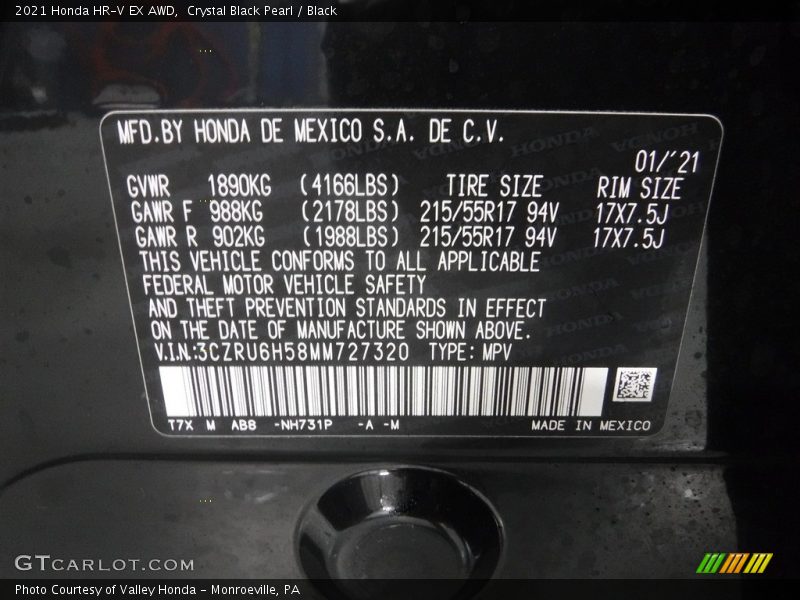 2021 Honda HR-V EX AWD, Crystal Black Pearl / Black
MFD.BY HONDA DE MEXICO S.A. DE C.V.
01/'21
GVWR 1890KG (4166LBS) TIRE SIZE RIM SIZE
GAWR F 988KG (2178LBS) 215/55R17 94V 17X7.5J
GAWR R 902KG (1988LBS) 215/55R17 94V 17X7.5J
THIS VEHICLE CONFORMS TO ALL APPLICABLE
FEDERAL MOTOR VEHICLE SAFETY
AND THEFT PREVENTION STANDARDS IN EFFECT
ON THE DATE OF MANUFACTURE SHOWN ABOVE.
V.I.N:3CZRU6H58MM727320 TYPE: MPV
T7X M AB8 -NH731P -A -M MADE IN MEXICO
GTCARLOT.COM
Photo Courtesy of Valley Honda - Monroeville, PA